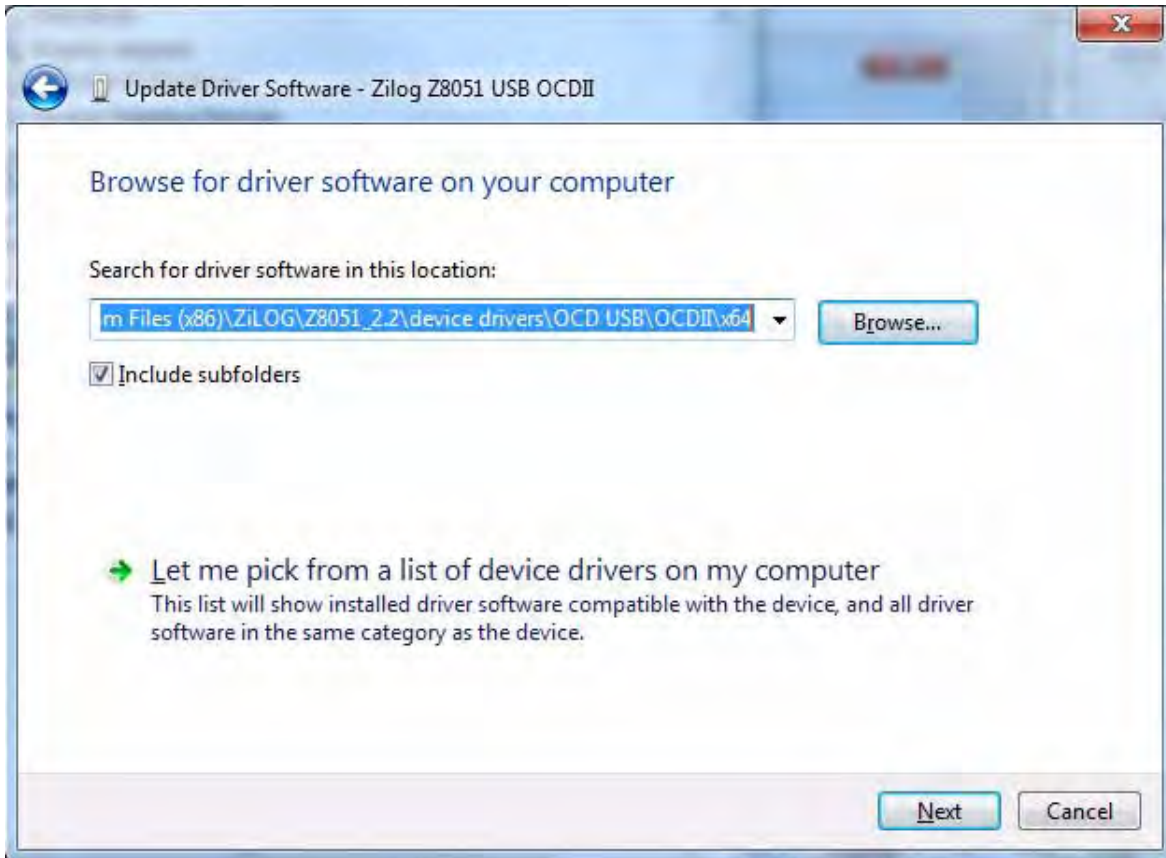 Update Driver Software - Zilog Z8051 USB OCDII
Browse for driver software on your computer
Search for driver software in this location:
m Files (x86)\ZiLOG\Z8051_2.2\device drivers\OCD USB\OCDII\x64
Browse...
Include subfolders
Let me pick from a list of device drivers on my computer
This list will show installed driver software compatible with the device, and all driver
software in the same category as the device.
Next
Cancel